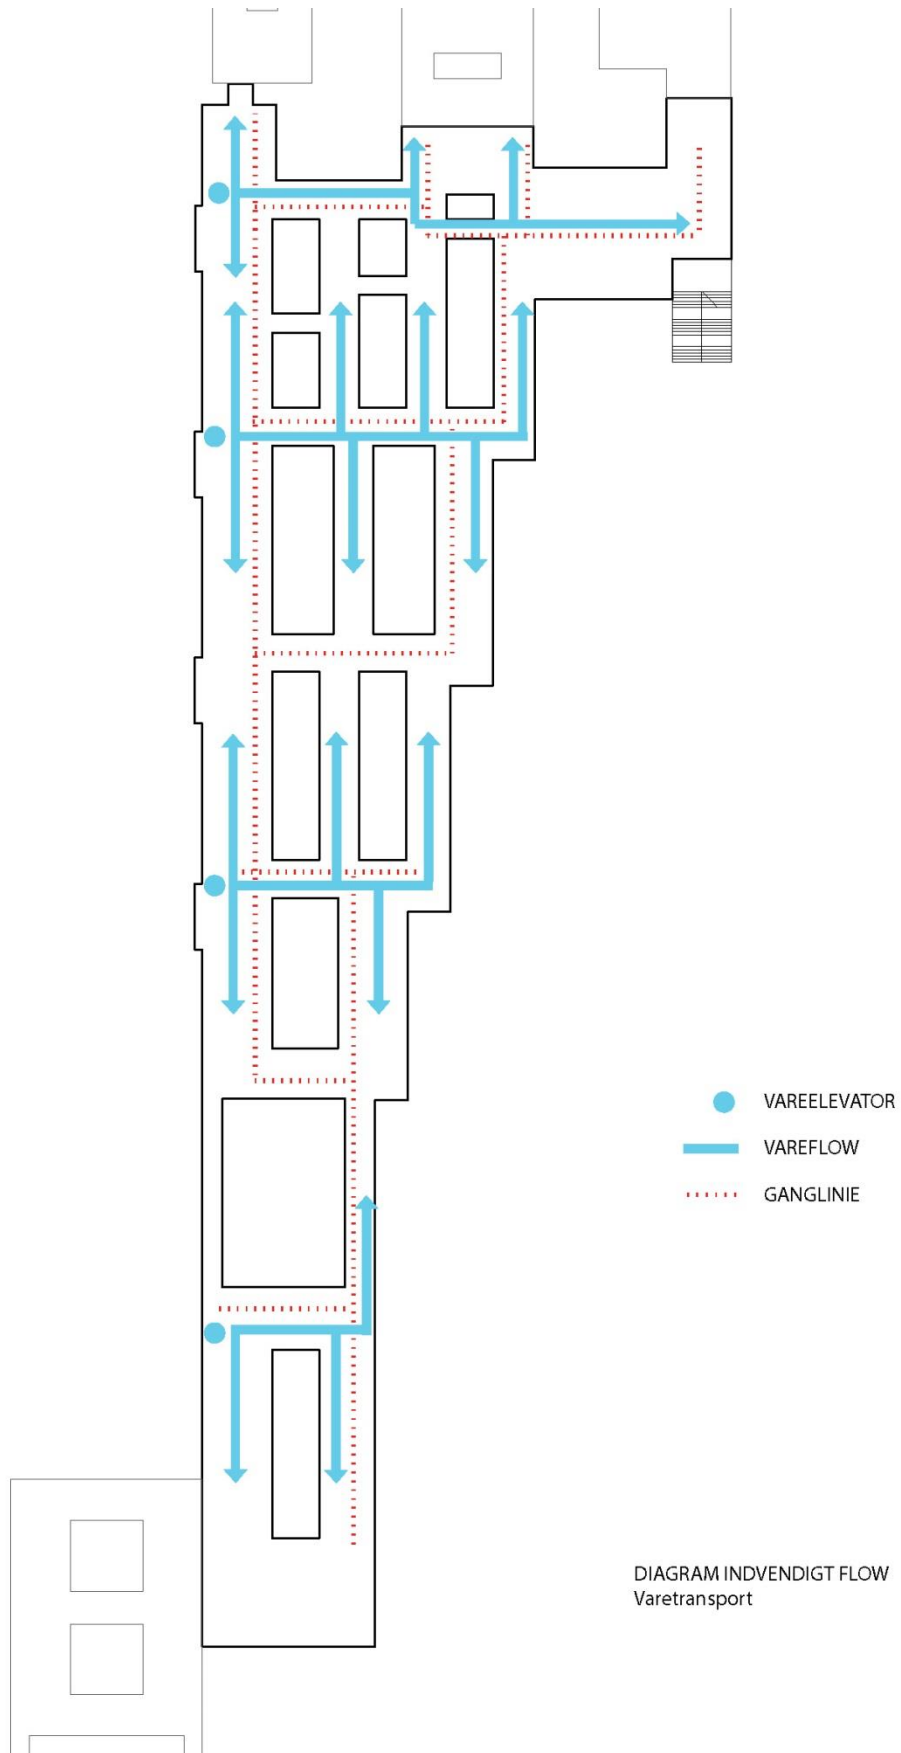 VAREELEVATOR
VAREFLOW
GANGLINIE
DIAGRAM INDVENDIGT FLOW
Varetransport